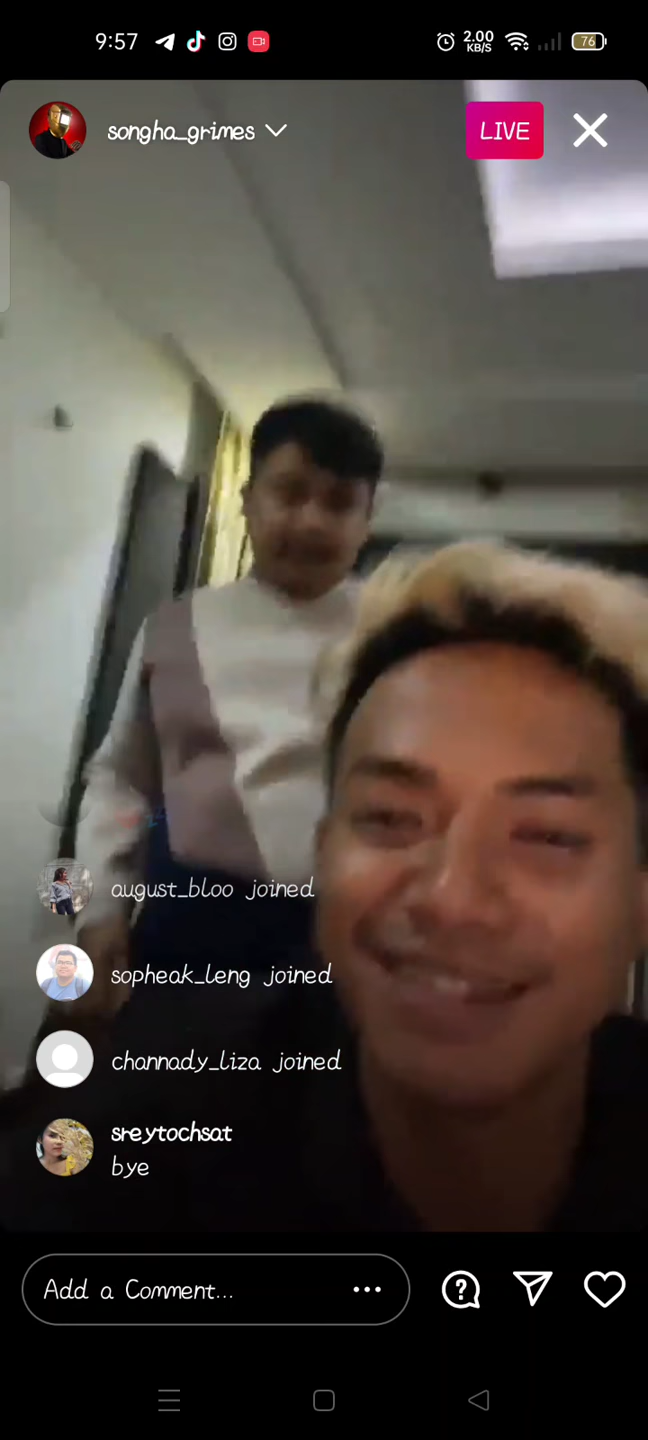 9:57
2.00
KB/S
76
songha_grimes
LIVE
august_bloo joined
sopheak_leng joined
channady_liza joined
sreytochsat
bye
Add a Comment...